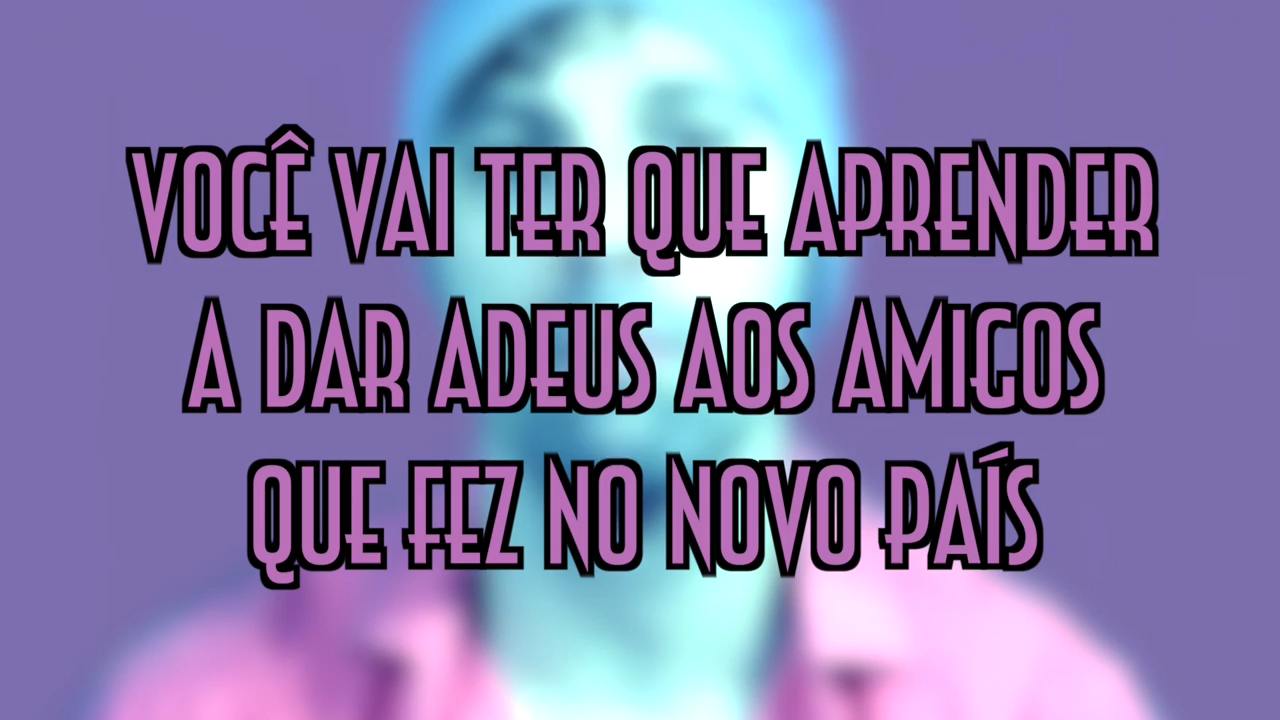 VOCÊ VAI TER QUE APRENDER
A DAR ADEUS AOS AMIGOS
QUE FEZ NO NOVO PAÍS